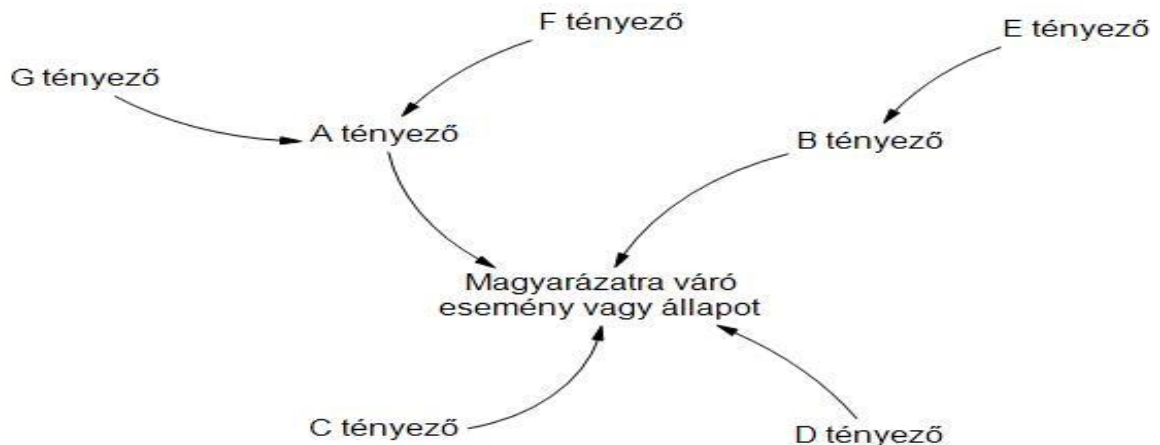 F tényező
E tényező
G tényező
A tényező
B tényező
Magyarázatra váró
esemény vagy állapot
C tényező
D tényező